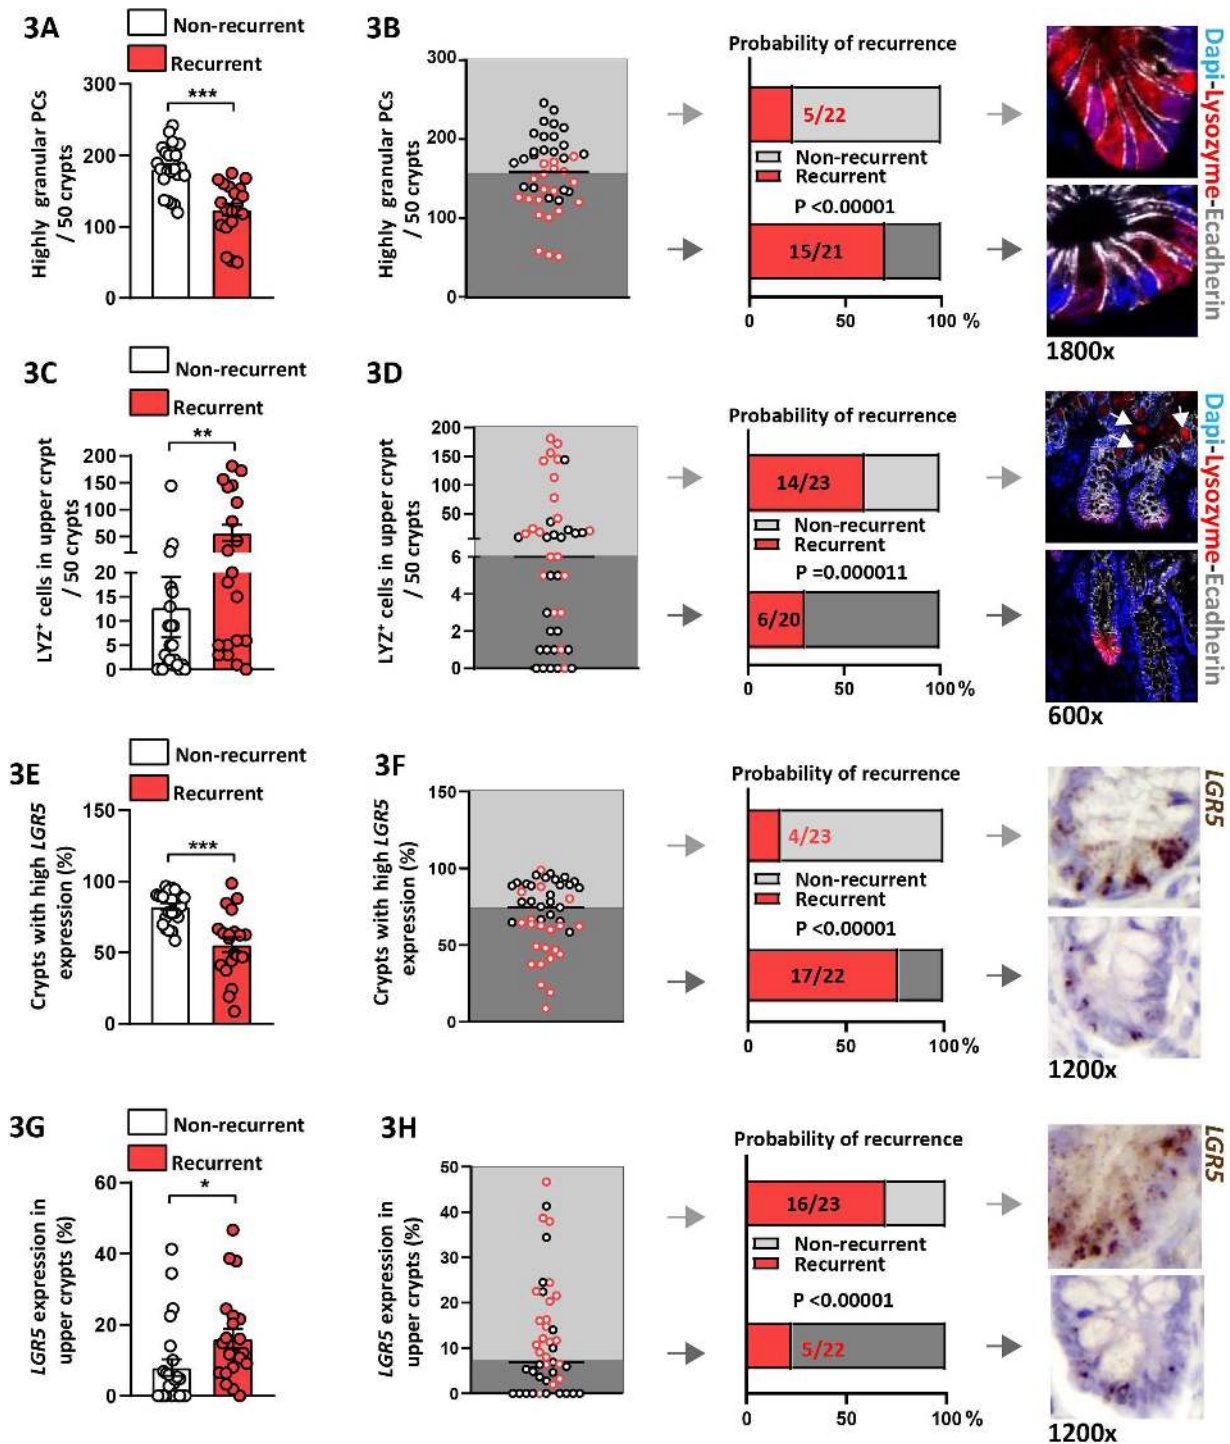 3A
Non-recurrent
Recurrent
Highly granular PCs
/ 50 crypts
300
200
100
0
***
3B
Highly granular PCs
/ 50 crypts
300
200
100
0
Probability of recurrence
5/22
Non-recurrent
Recurrent
P <0.00001
15/21
0 50 100 %
Dapi-Lysozyme-Ecadherin
1800x
3C
Non-recurrent
Recurrent
LYZ⁺ cells in upper crypt
/ 50 crypts
200
150
100
50
20
15
10
5
0
**
3D
LYZ⁺ cells in upper crypt
/ 50 crypts
200
150
100
50
6
4
2
0
Probability of recurrence
14/23
Non-recurrent
Recurrent
P =0.000011
6/20
0 50 100 %
Dapi-Lysozyme-Ecadherin
600x
3E
Non-recurrent
Recurrent
Crypts with high LGR5
expression (%)
150
100
50
0
***
3F
Crypts with high LGR5
expression (%)
150
100
50
0
Probability of recurrence
4/23
Non-recurrent
Recurrent
P <0.00001
17/22
0 50 100 %
LGR5
1200x
3G
Non-recurrent
Recurrent
LGR5 expression in
upper crypts (%)
60
40
20
0
*
3H
LGR5 expression in
upper crypts (%)
50
40
30
20
10
0
Probability of recurrence
16/23
Non-recurrent
Recurrent
P <0.00001
5/22
0 50 100 %
LGR5
1200x